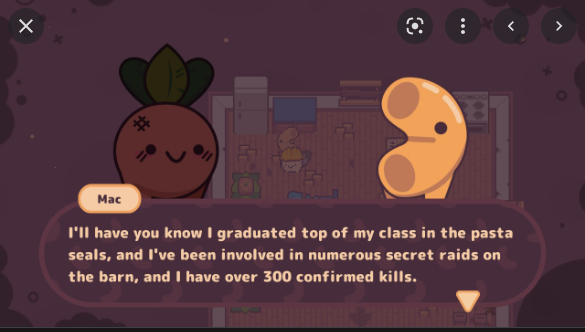 Mac
I'll have you know I graduated top of my class in the pasta
seals, and I've been involved in numerous secret raids on
the barn, and I have over 300 confirmed kills.